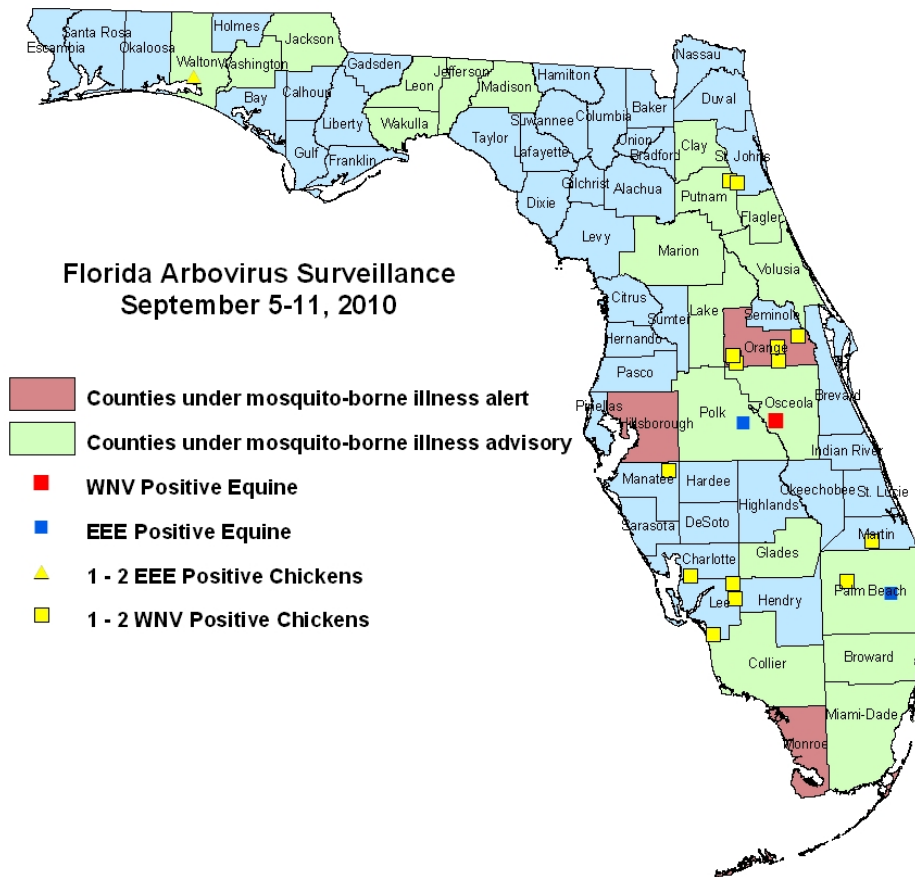 Holmes
Jackson
Santa Rosa
Escambia
Okaloosa
Walton
Washington
Nassau
Gadsden
Jefferson
Hamilton
Leon
Madison
Bay
Calhoun
Baker
Duval
Liberty
Wakulla
Suwannee
Columbia
Taylor
Union
Clay
St. Johns
Gulf
Franklin
Lafayette
Bradford
Gilchrist
Alachua
Putnam
Dixie
Flagler
Levy
Marion
Volusia
Florida Arbovirus Surveillance
September 5-11, 2010
Citrus
Lake
Sumter
Seminole
Hernando
Orange
Pasco
Counties under mosquito-borne illness alert
Pinellas
Hillsborough
Polk
Osceola
Brevard
Counties under mosquito-borne illness advisory
Indian River
WNV Positive Equine
Manatee
Hardee
Okeechobee
St. Lucie
Highlands
EEE Positive Equine
Sarasota
DeSoto
Martin
Charlotte
Glades
1 - 2 EEE Positive Chickens
Palm Beach
Lee
Hendry
1 - 2 WNV Positive Chickens
Collier
Broward
Miami-Dade
Monroe